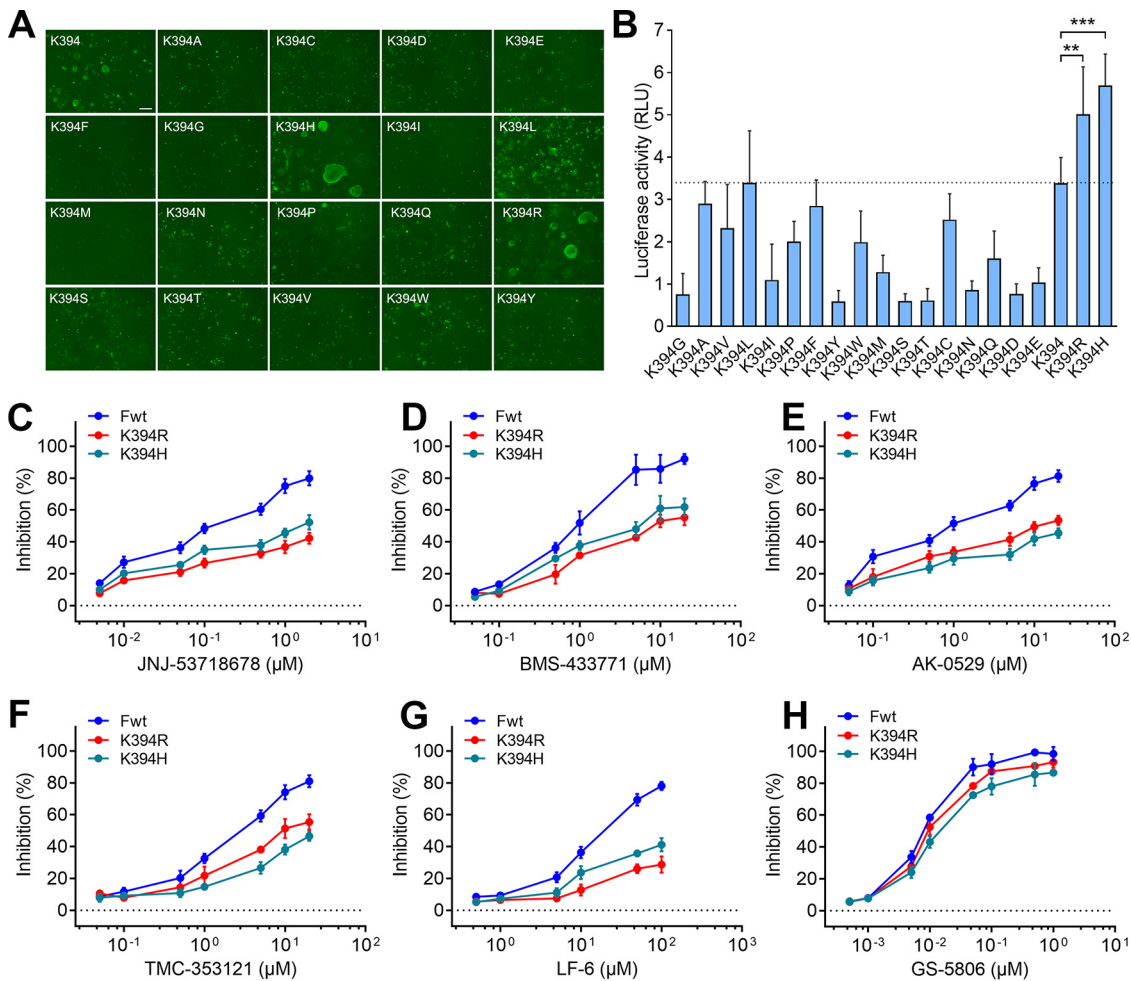 A
K394
K394A
K394C
K394D
K394E
K394F
K394G
K394H
K394I
K394L
K394M
K394N
K394P
K394Q
K394R
K394S
K394T
K394V
K394W
K394Y
B
Luciferase activity (RLU)
7
6
5
4
3
2
1
0
***
**
K394G
K394A
K394V
K394L
K394I
K394P
K394F
K394Y
K394W
K394M
K394S
K394T
K394C
K394N
K394Q
K394D
K394E
K394
K394R
K394H
C
Fwt
K394R
K394H
Inhibition (%)
100
80
60
40
20
0
10⁻² 10⁻¹ 10⁰ 10¹
JNJ-53718678 (µM)
D
Fwt
K394R
K394H
Inhibition (%)
100
80
60
40
20
0
10⁻¹ 10⁰ 10¹ 10²
BMS-433771 (µM)
E
Fwt
K394R
K394H
Inhibition (%)
100
80
60
40
20
0
10⁻¹ 10⁰ 10¹ 10²
AK-0529 (µM)
F
Fwt
K394R
K394H
Inhibition (%)
100
80
60
40
20
0
10⁻¹ 10⁰ 10¹ 10²
TMC-353121 (µM)
G
Fwt
K394R
K394H
Inhibition (%)
100
80
60
40
20
0
10⁰ 10¹ 10² 10³
LF-6 (µM)
H
Fwt
K394R
K394H
Inhibition (%)
100
80
60
40
20
0
10⁻³ 10⁻² 10⁻¹ 10⁰ 10¹
GS-5806 (µM)